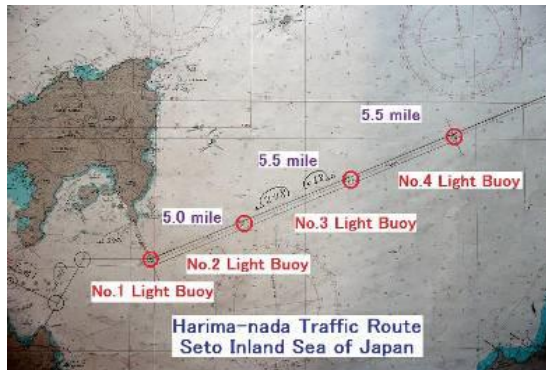 5.5 mile
5.5 mile
No.4 Light Buoy
5.0 mile
No.3 Light Buoy
No.2 Light Buoy
No.1 Light Buoy
Harima-nada Traffic Route
Seto Inland Sea of Japan